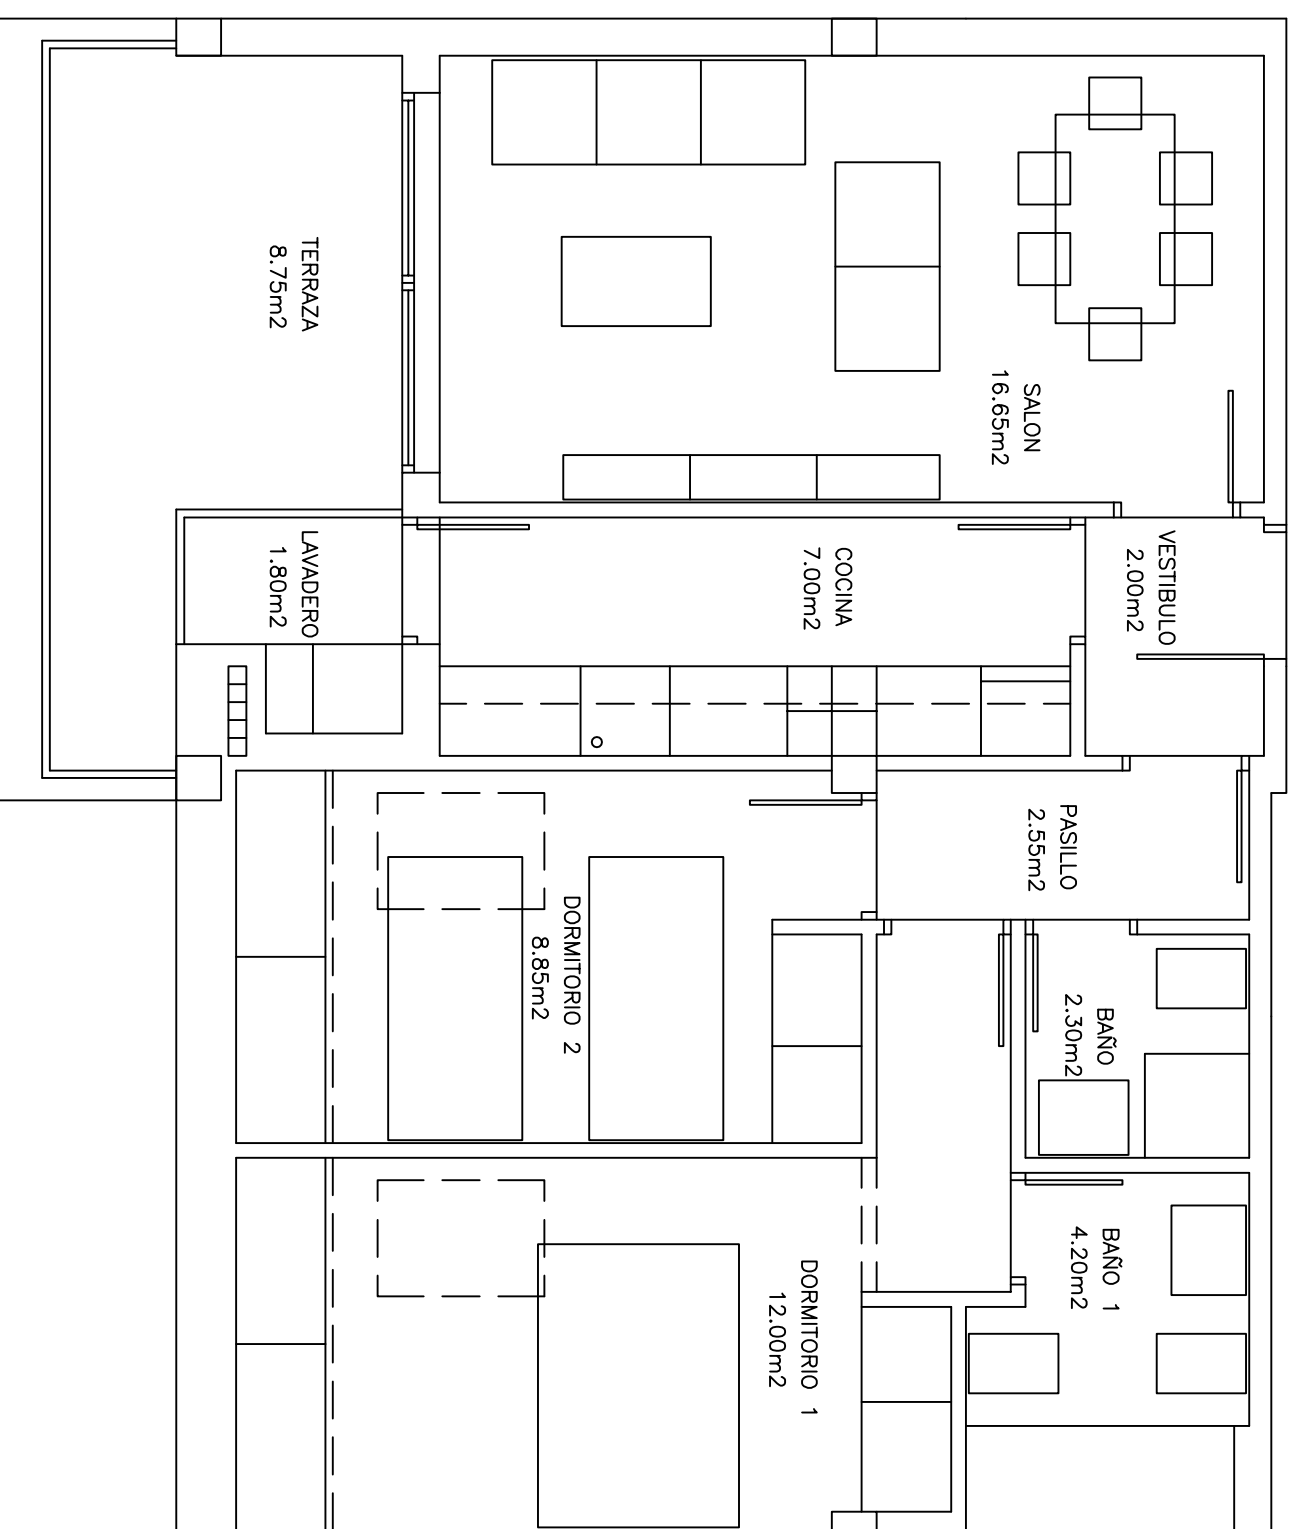 TERRAZA
8.75m2
SALON
16.65m2
LAVADERO
1.80m2
COCINA
7.00m2
VESTIBULO
2.00m2
PASILLO
2.55m2
DORMITORIO 2
8.85m2
BAÑO
2.30m2
BAÑO 1
4.20m2
DORMITORIO 1
12.00m2